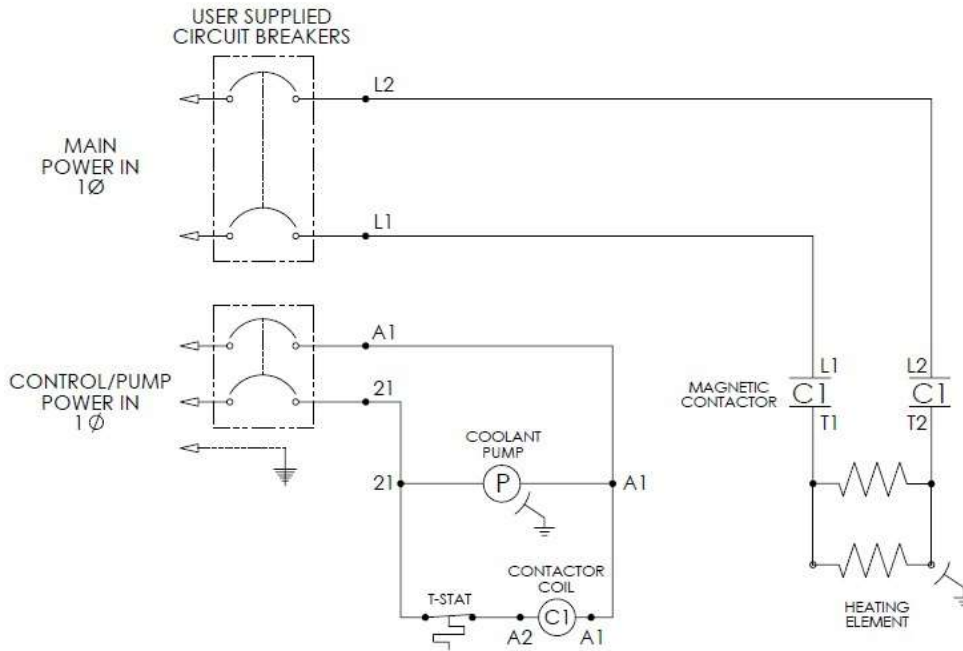 USER SUPPLIED
CIRCUIT BREAKERS
L2
MAIN
POWER IN
1Ø
L1
A1
CONTROL/PUMP
POWER IN
1Ø
21
MAGNETIC
CONTACTOR
L1
C1
T1
L2
C1
T2
COOLANT
PUMP
21
P
A1
CONTACTOR
COIL
T-STAT
A2
C1
A1
HEATING
ELEMENT